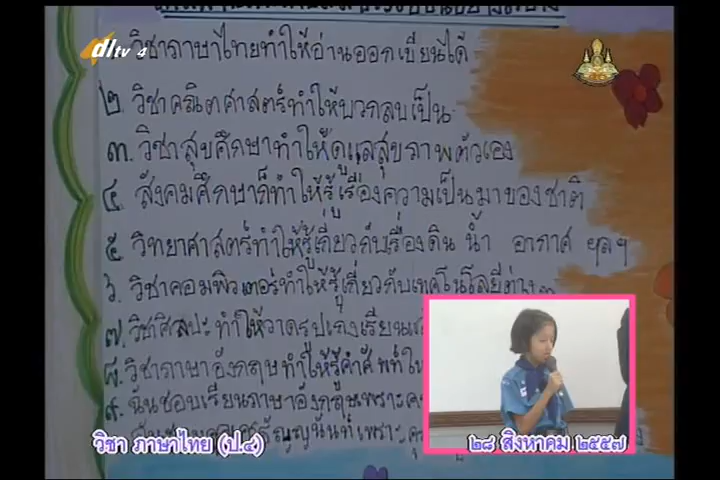 dltv 4
วิชาภาษาไทยทำให้อ่านออกเขียนได้
๒. วิชาคณิตศาสตร์ทำให้บวกลบเป็น
๓. วิชาสุขศึกษาทำให้ดูแลสุขภาพตัวเอง
๔. สังคมศึกษาก็ทำให้รู้เรื่องความเป็นมาของชาติ
๕. วิทยาศาสตร์ทำให้รู้เกี่ยวกับเรื่องดิน น้ำ อากาศ ฯลฯ
๖. วิชาคอมพิวเตอร์ทำให้รู้เกี่ยวกับเทคโนโลยีต่างๆ
๗. วิชาศิลปะทำให้วาดรูประบายสี
๘. วิชาภาษาอังกฤษทำให้รู้คำศัพท์
๙. ฉันชอบเรียนภาษาอังกฤษเพราะ
วิชา ภาษาไทย (ป.๔)
๒๘ สิงหาคม ๒๕๕๗